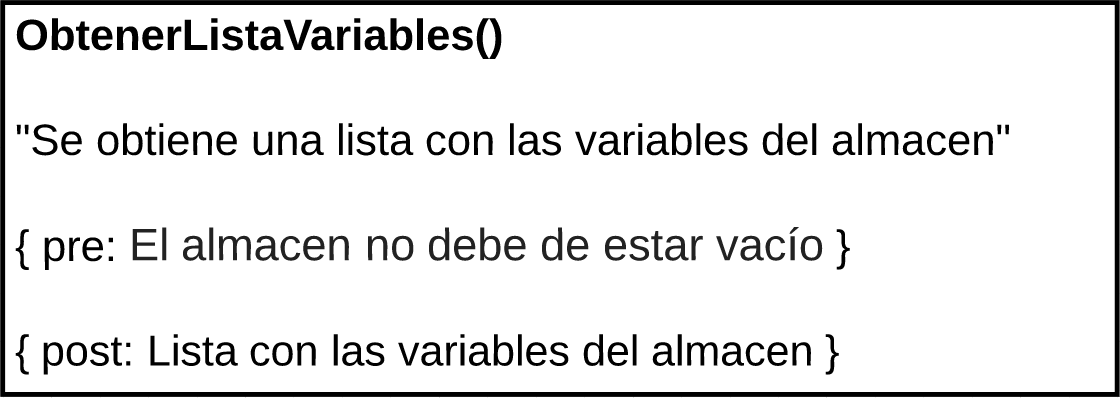 ObtenerListaVariables()
"Se obtiene una lista con las variables del almacen"
{ pre: El almacen no debe de estar vacío }
{ post: Lista con las variables del almacen }